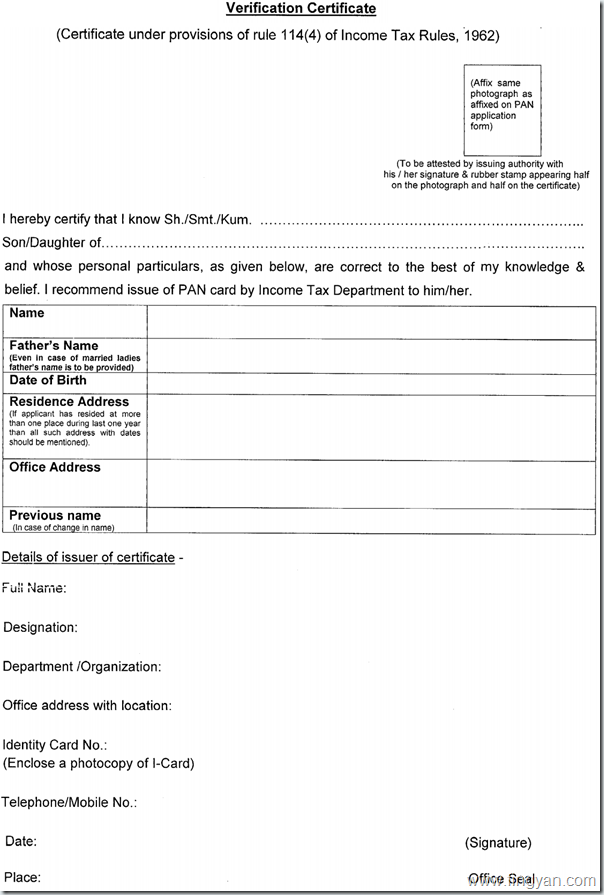 Verification Certificate
(Certificate under provisions of rule 114(4) of Income Tax Rules, 1962)
(Affix same
photograph as
affixed on PAN
application
form)
(To be attested by issuing authority with
his / her signature & rubber stamp appearing half
on the photograph and half on the certificate)
I hereby certify that I know Sh./Smt./Kum. ……………………………………………………………..
Son/Daughter of…………………………………………………………………………………………..
and whose personal particulars, as given below, are correct to the best of my knowledge &
belief. I recommend issue of PAN card by Income Tax Department to him/her.
Name
Father's Name
(Even in case of married ladies
father's name is to be provided)
Date of Birth
Residence Address
(If applicant has resided at more
than one place during last one year
than all such address with dates
should be mentioned).
Office Address
Previous name
(In case of change in name)
Details of issuer of certificate -
Full Name:
Designation:
Department /Organization:
Office address with location:
Identity Card No.:
(Enclose a photocopy of I-Card)
Telephone/Mobile No.:
Date:
(Signature)
Place:
Office Seal